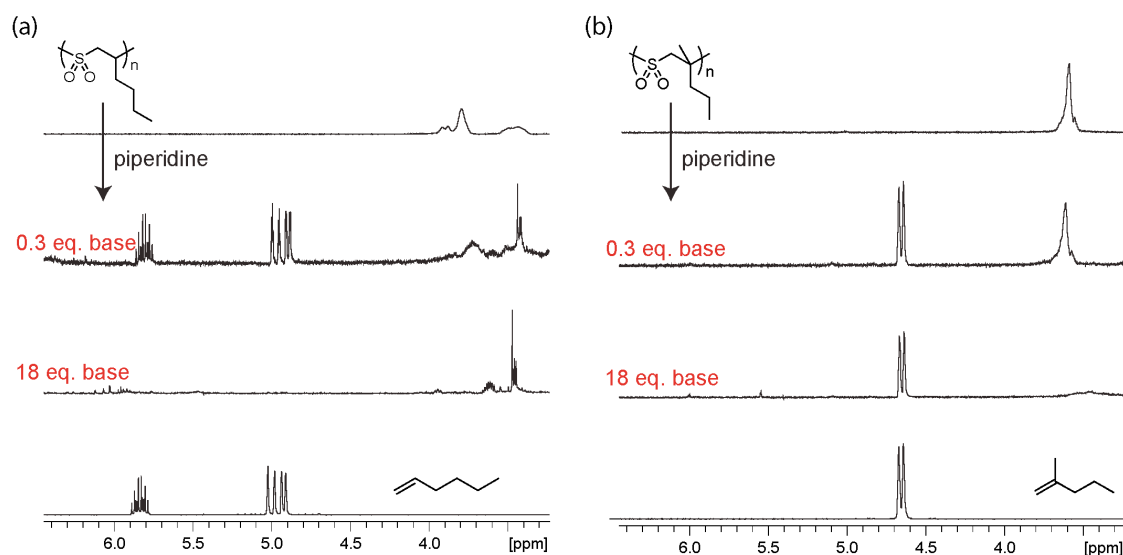 (a)
(b)
( S )n
O O
( S )n
O O
piperidine
piperidine
0.3 eq. base
0.3 eq. base
18 eq. base
18 eq. base
6.0 5.5 5.0 4.5 4.0 [ppm]
6.0 5.5 5.0 4.5 4.0 [ppm]